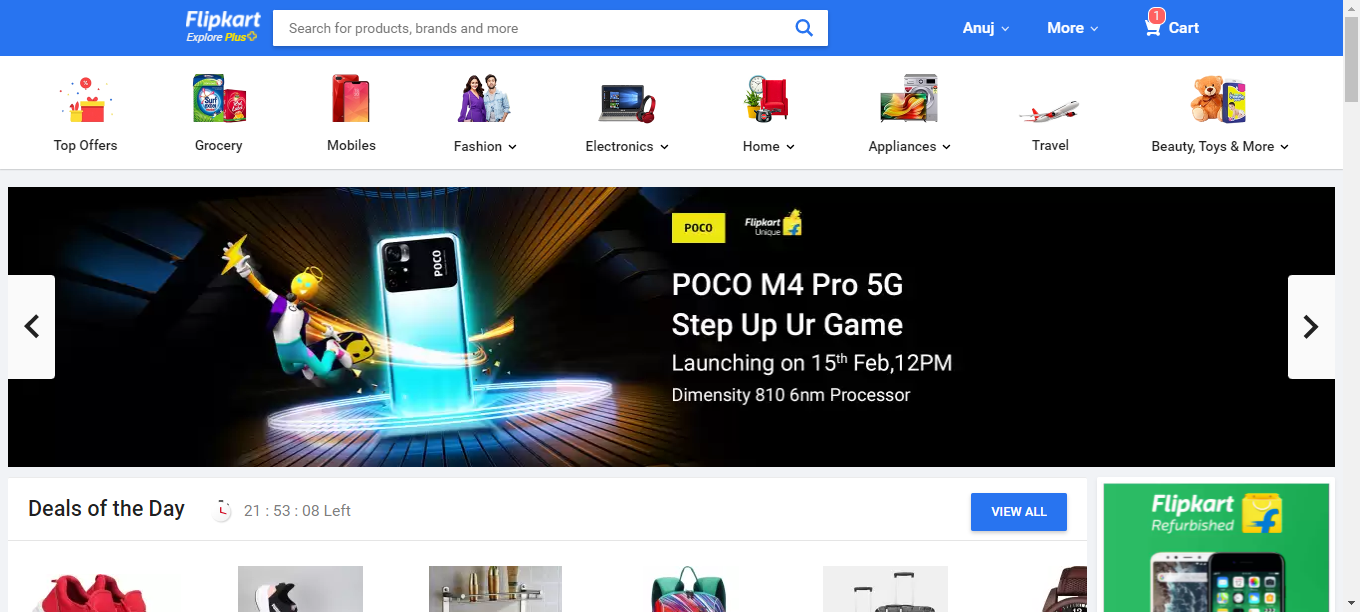 Flipkart
Explore Plus
Search for products, brands and more
Anuj
More
1
Cart
Top Offers
Grocery
Mobiles
Fashion
Electronics
Home
Appliances
Travel
Beauty, Toys & More
POCO
Flipkart
Unique
POCO
POCO M4 Pro 5G
Step Up Ur Game
Launching on 15th Feb,12PM
Dimensity 810 6nm Processor
Deals of the Day
21 : 53 : 08 Left
VIEW ALL
Flipkart
Refurbished